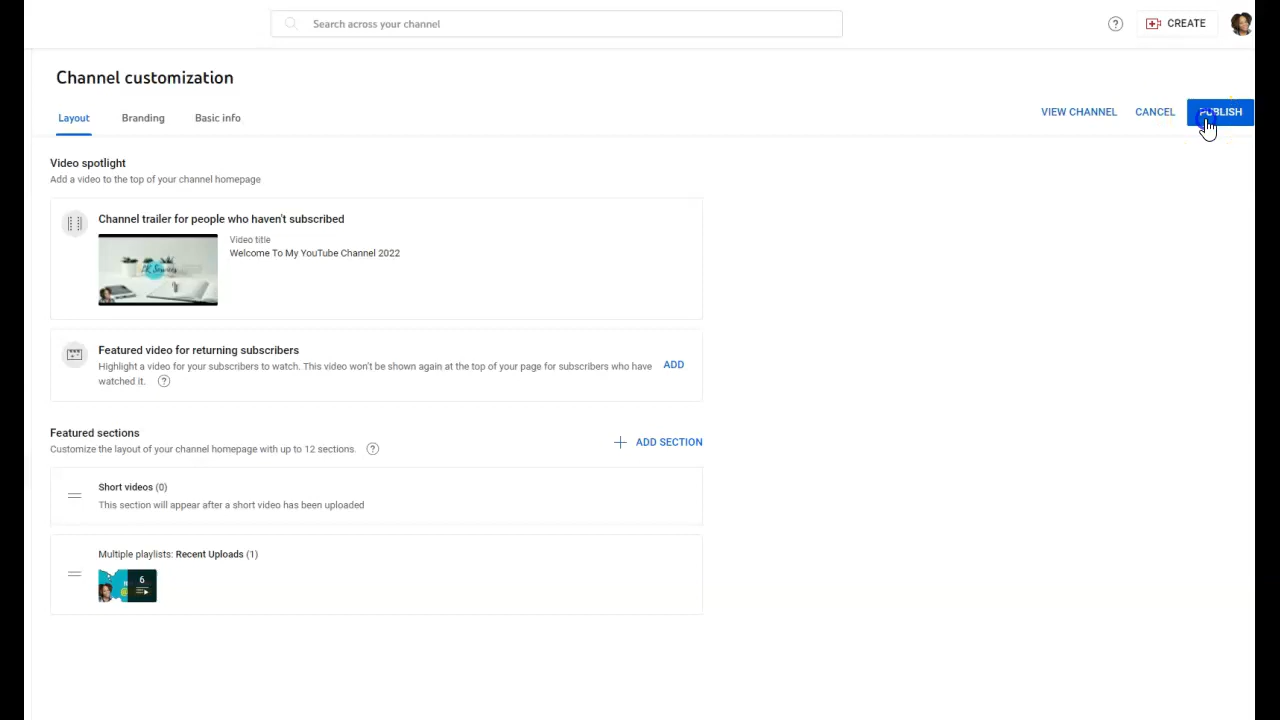 Search across your channel
?
CREATE
Channel customization
Layout
Branding
Basic info
VIEW CHANNEL
CANCEL
PUBLISH
Video spotlight
Add a video to the top of your channel homepage
Channel trailer for people who haven't subscribed
Video title
Welcome To My YouTube Channel 2022
Featured video for returning subscribers
Highlight a video for your subscribers to watch. This video won't be shown again at the top of your page for subscribers who have
watched it. ?
ADD
Featured sections
Customize the layout of your channel homepage with up to 12 sections. ?
ADD SECTION
Short videos (0)
This section will appear after a short video has been uploaded
Multiple playlists: Recent Uploads (1)
6